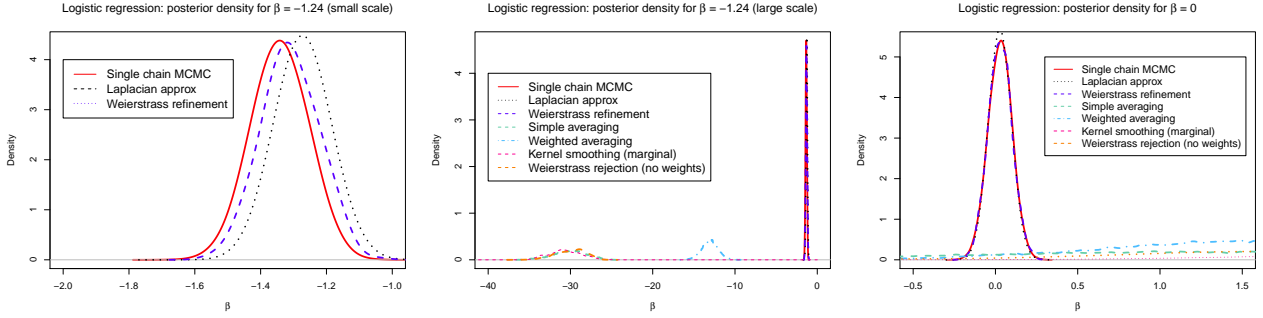 Logistic regression: posterior density for β = −1.24 (small scale)
Density
0 1 2 3 4
Single chain MCMC
Laplacian approx
Weierstrass refinement
−2.0 −1.8 −1.6 −1.4 −1.2 −1.0
β
Logistic regression: posterior density for β = −1.24 (large scale)
Density
0 1 2 3 4
Single chain MCMC
Laplacian approx
Weierstrass refinement
Simple averaging
Weighted averaging
Kernel smoothing (marginal)
Weierstrass rejection (no weights)
−40 −30 −20 −10 0
β
Logistic regression: posterior density for β = 0
Density
0 1 2 3 4 5
Single chain MCMC
Laplacian approx
Weierstrass refinement
Simple averaging
Weighted averaging
Kernel smoothing (marginal)
Weierstrass rejection (no weights)
−0.5 0.0 0.5 1.0 1.5
β